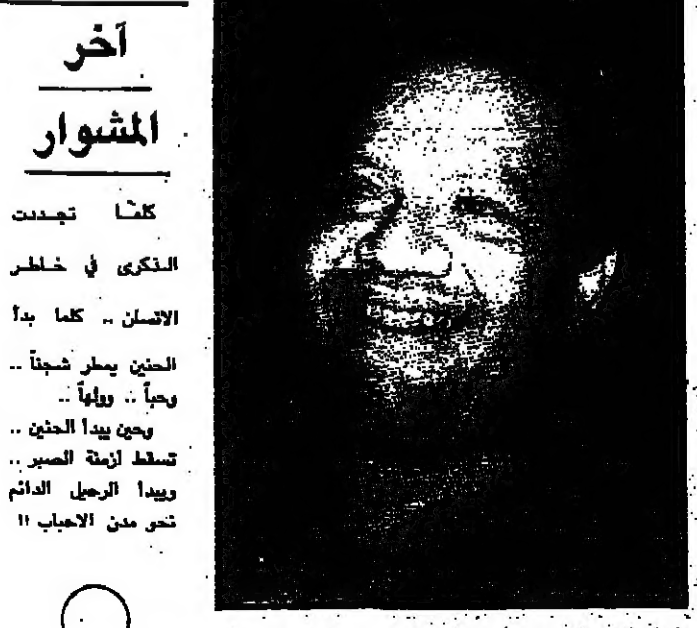 آخر
المشوار
كلما تجددت
الذكرى في خاطر
الانسان .. كلما بدأ
الحنين يمطر شجناً ..
وحباً .. وولهاً ..
وحين يبدأ الحنين ..
تسقط أزمنة الصبر ..
ويبدأ الرحيل الدائم
نحو مدن الاحباب !!